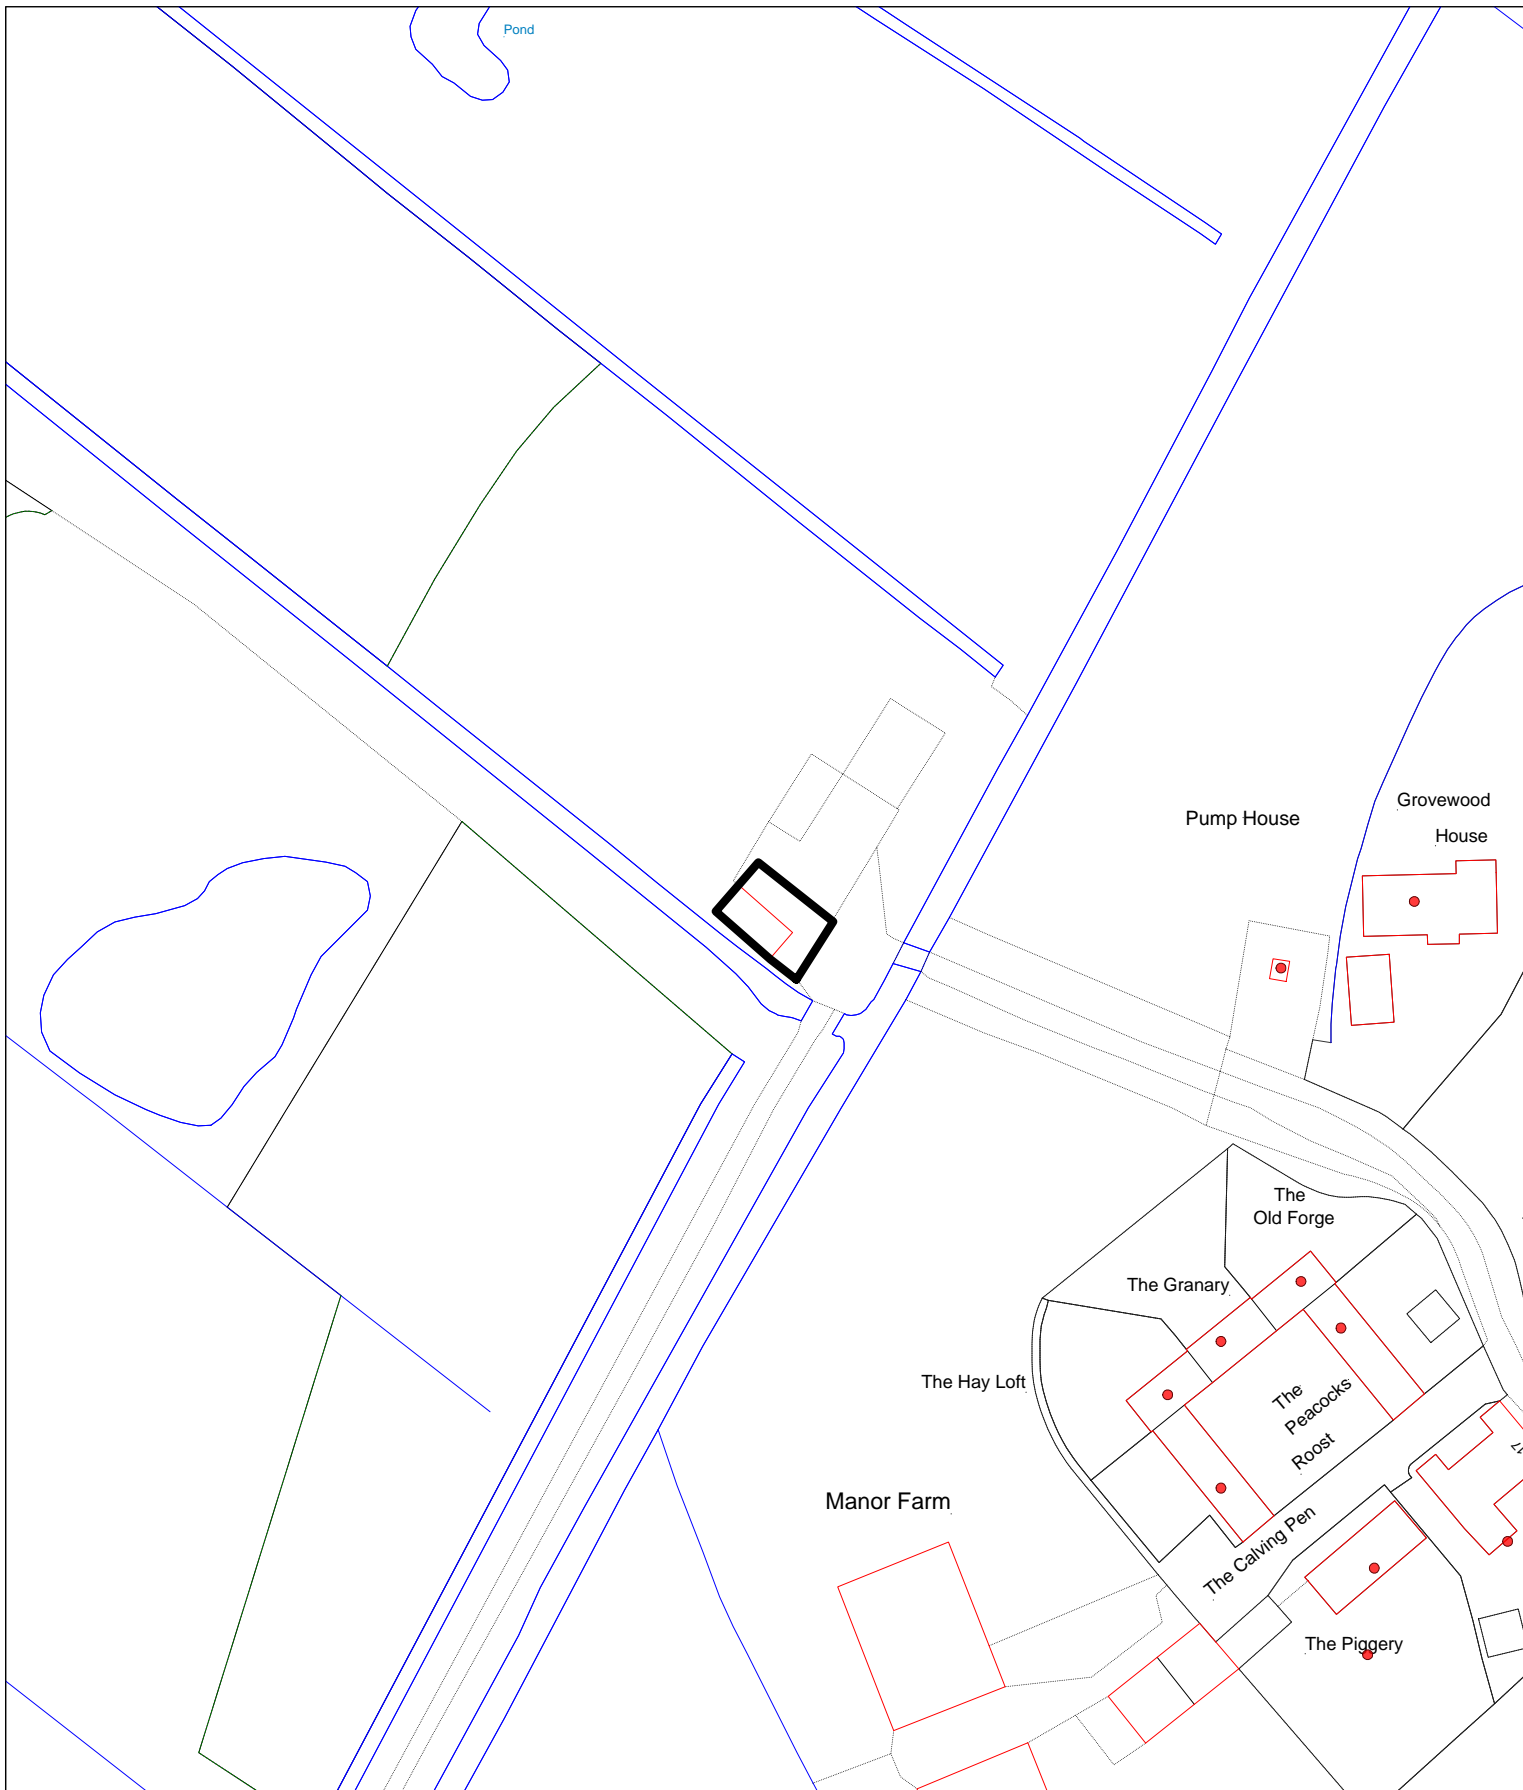 Pond
Grovewood
House
Pump House
The
Old Forge
The Granary
The Hay Loft
The
Peacocks
Roost
Manor Farm
The Calving Pen
The Piggery